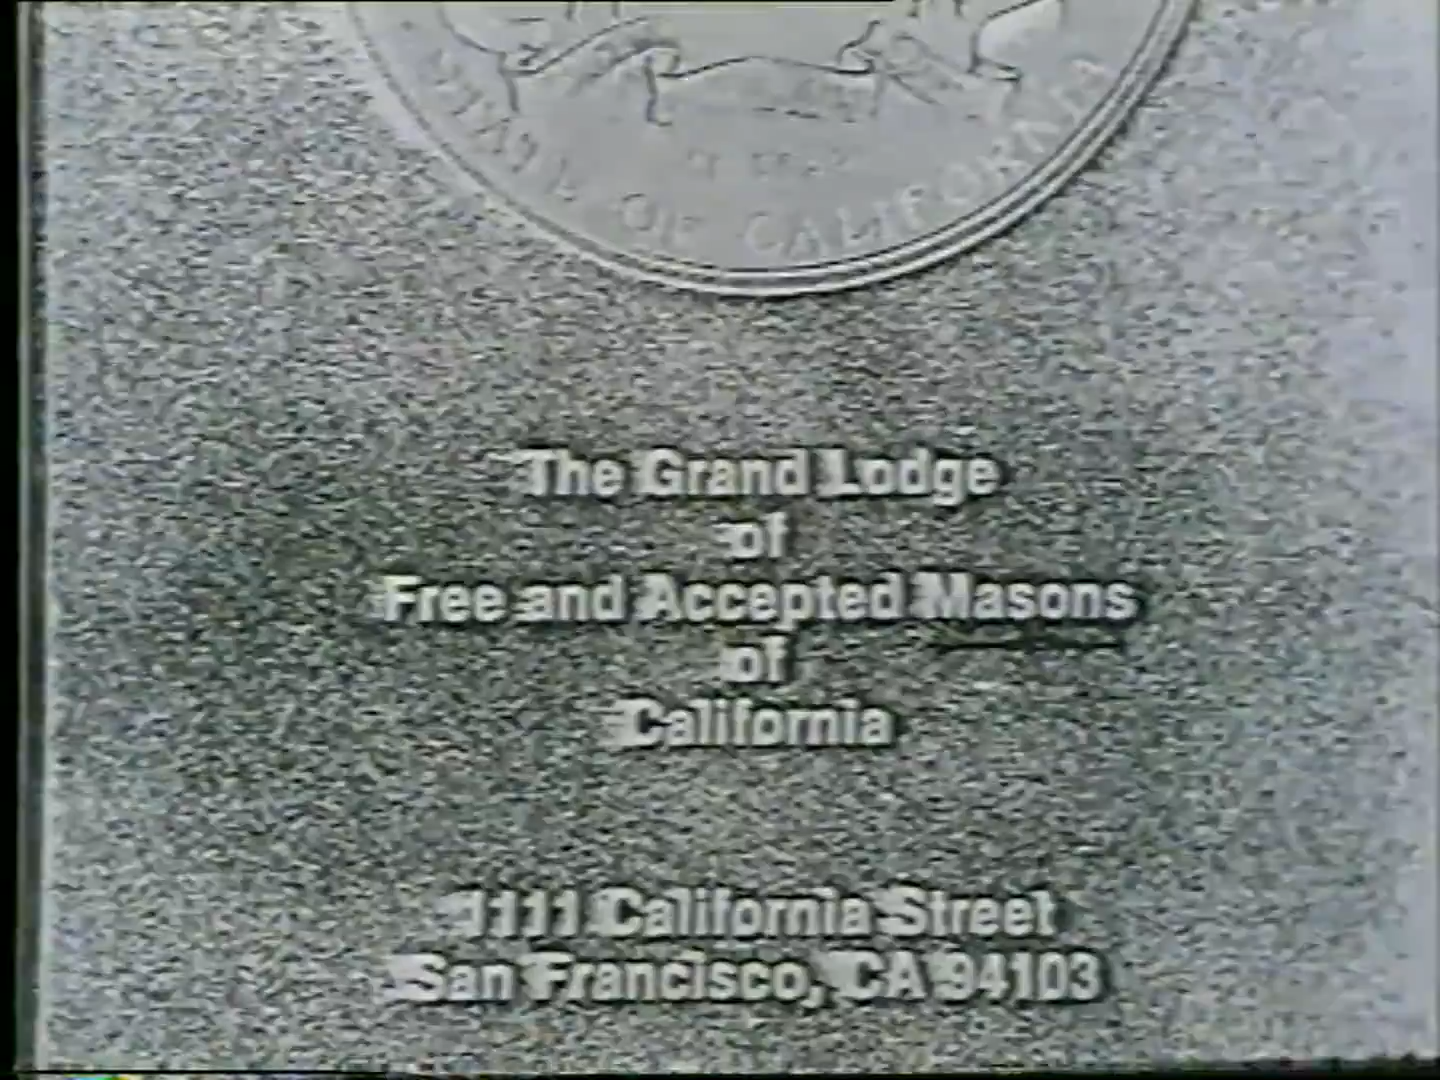 STATE OF CALIFORNIA
The Grand Lodge
of
Free and Accepted Masons
of
California
1111 California Street
San Francisco, CA 94103